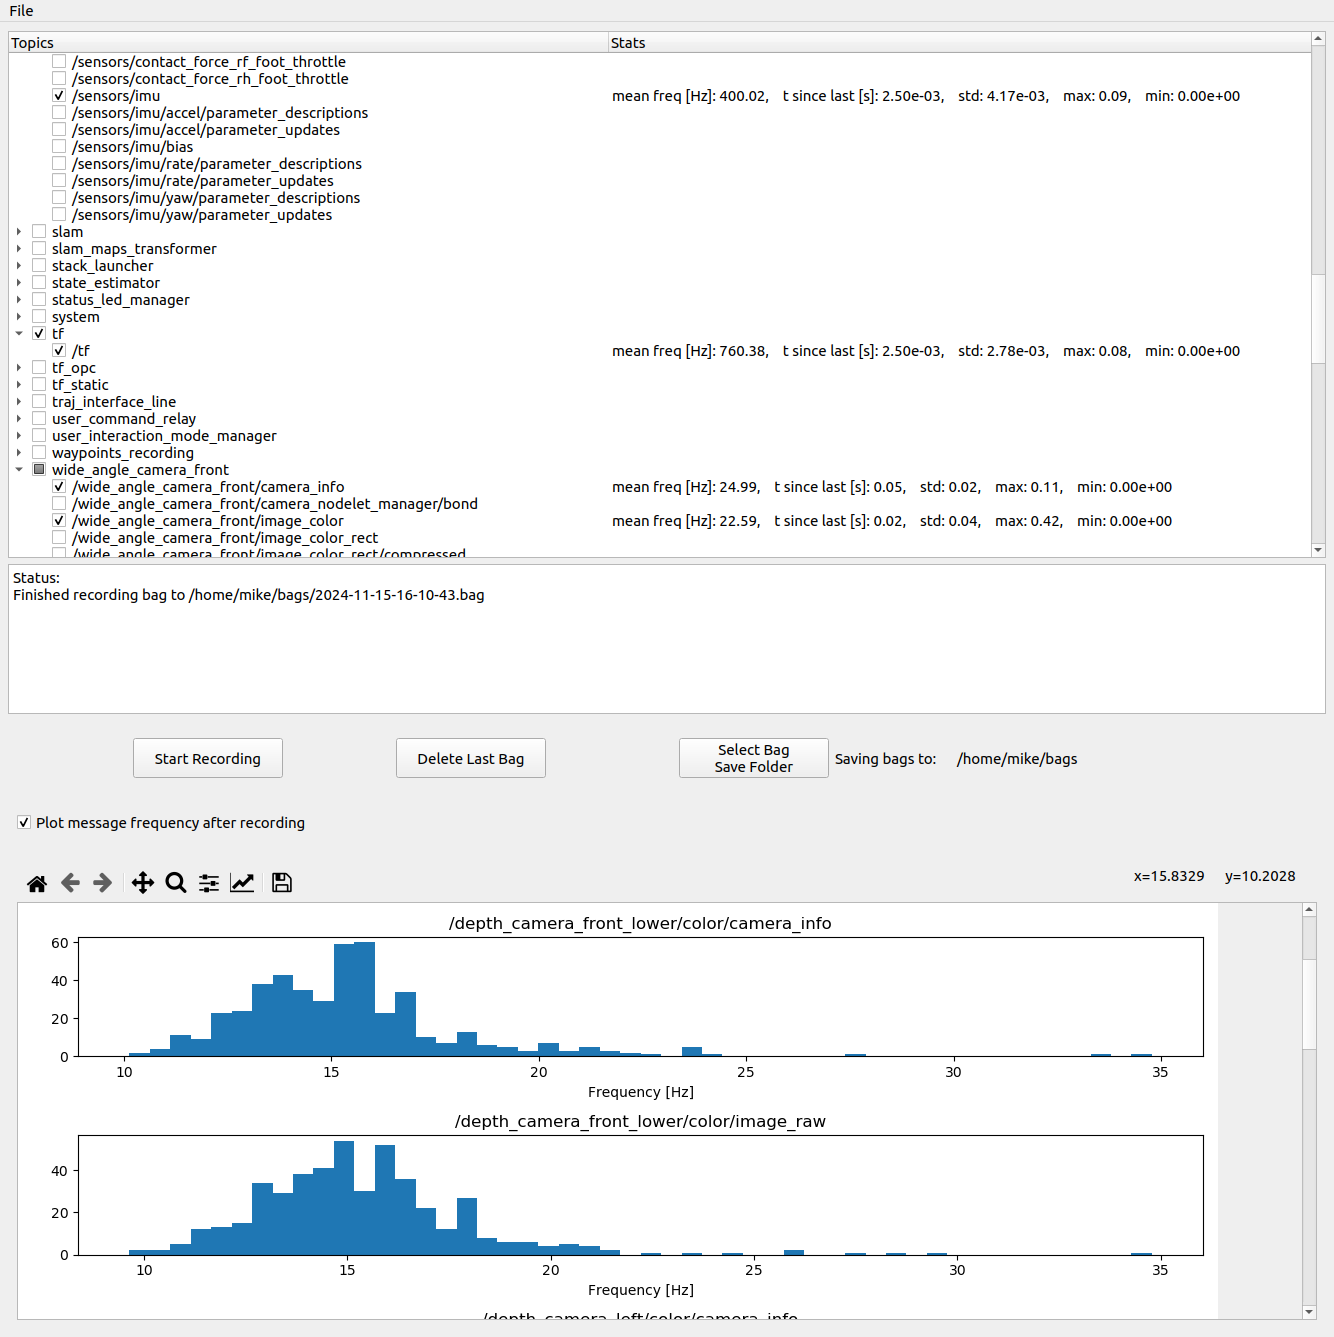 File
Topics Stats
/sensors/contact_force_rf_foot_throttle
/sensors/contact_force_rh_foot_throttle
/sensors/imu mean freq [Hz]: 400.02, t since last [s]: 2.50e-03, std: 4.17e-03, max: 0.09, min: 0.00e+00
/sensors/imu/accel/parameter_descriptions
/sensors/imu/accel/parameter_updates
/sensors/imu/bias
/sensors/imu/rate/parameter_descriptions
/sensors/imu/rate/parameter_updates
/sensors/imu/yaw/parameter_descriptions
/sensors/imu/yaw/parameter_updates
slam
slam_maps_transformer
stack_launcher
state_estimator
status_led_manager
system
tf
/tf mean freq [Hz]: 760.38, t since last [s]: 2.50e-03, std: 2.78e-03, max: 0.08, min: 0.00e+00
tf_opc
tf_static
traj_interface_line
user_command_relay
user_interaction_mode_manager
waypoints_recording
wide_angle_camera_front
/wide_angle_camera_front/camera_info mean freq [Hz]: 24.99, t since last [s]: 0.05, std: 0.02, max: 0.11, min: 0.00e+00
/wide_angle_camera_front/camera_nodelet_manager/bond
/wide_angle_camera_front/image_color mean freq [Hz]: 22.59, t since last [s]: 0.02, std: 0.04, max: 0.42, min: 0.00e+00
/wide_angle_camera_front/image_color_rect
/wide_angle_camera_front/image_color_rect/compressed
Status:
Finished recording bag to /home/mike/bags/2024-11-15-16-10-43.bag
Start Recording
Delete Last Bag
Select Bag
Save Folder
Saving bags to: /home/mike/bags
Plot message frequency after recording
x=15.8329 y=10.2028
/depth_camera_front_lower/color/camera_info
60
40
20
0
10 15 20 25 30 35
Frequency [Hz]
/depth_camera_front_lower/color/image_raw
40
20
0
10 15 20 25 30 35
Frequency [Hz]
/depth_camera_left/color/camera_info